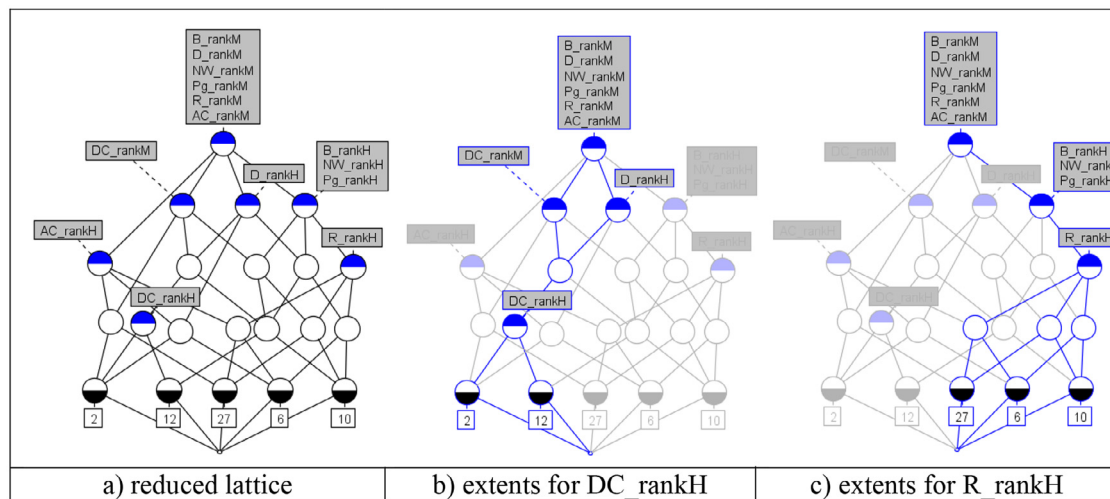 B_rankM
D_rankM
NW_rankM
Pg_rankM
R_rankM
AC_rankM
DC_rankM
D_rankH
B_rankH
NW_rankH
Pg_rankH
AC_rankH
R_rankH
DC_rankH
2
12
27
6
10
a) reduced lattice
B_rankM
D_rankM
NW_rankM
Pg_rankM
R_rankM
AC_rankM
DC_rankM
D_rankH
B_rankH
NW_rankH
Pg_rankH
AC_rankH
R_rankH
DC_rankH
2
12
27
6
10
b) extents for DC_rankH
B_rankM
D_rankM
NW_rankM
Pg_rankM
R_rankM
AC_rankM
DC_rankM
D_rankH
B_rankH
NW_rankH
Pg_rankH
AC_rankH
R_rankH
DC_rankH
2
12
27
6
10
c) extents for R_rankH